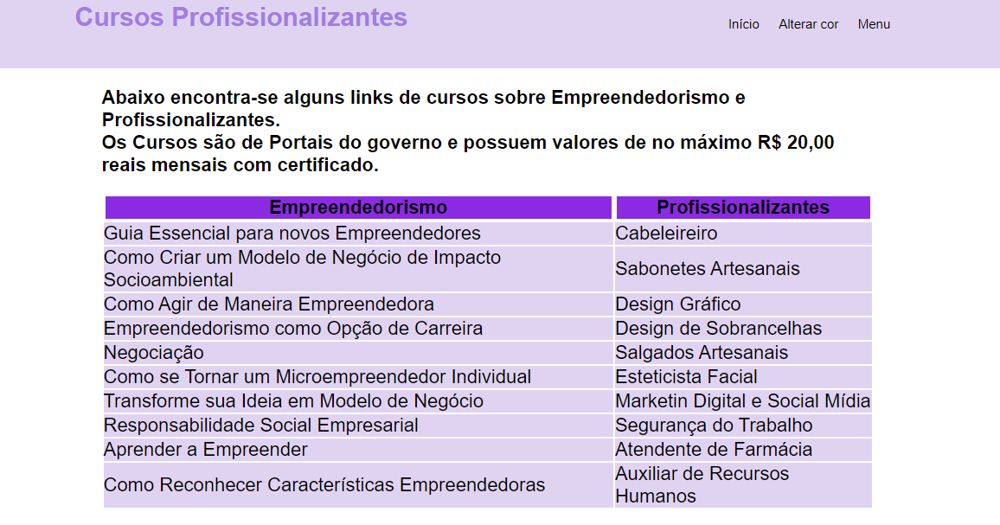 Cursos Profissionalizantes
Início Alterar cor Menu
Abaixo encontra-se alguns links de cursos sobre Empreendedorismo e
Profissionalizantes.
Os Cursos são de Portais do governo e possuem valores de no máximo R$ 20,00
reais mensais com certificado.
Empreendedorismo Profissionalizantes
Guia Essencial para novos Empreendedores Cabeleireiro
Como Criar um Modelo de Negócio de Impacto
Socioambiental
Sabonetes Artesanais
Como Agir de Maneira Empreendedora Design Gráfico
Empreendedorismo como Opção de Carreira Design de Sobrancelhas
Negociação Salgados Artesanais
Como se Tornar um Microempreendedor Individual Esteticista Facial
Transforme sua Ideia em Modelo de Negócio Marketin Digital e Social Mídia
Responsabilidade Social Empresarial Segurança do Trabalho
Aprender a Empreender Atendente de Farmácia
Como Reconhecer Características Empreendedoras
Auxiliar de Recursos
Humanos